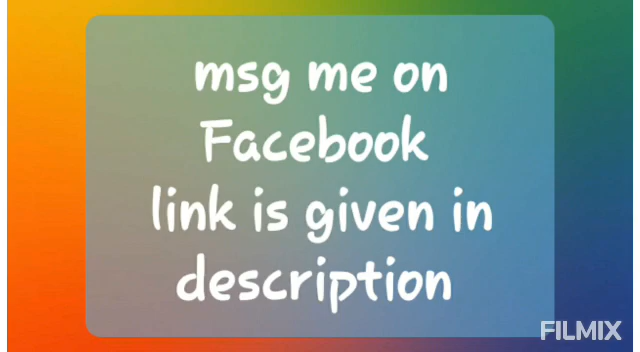 msg me on
Facebook
link is given in
description
FILMIX